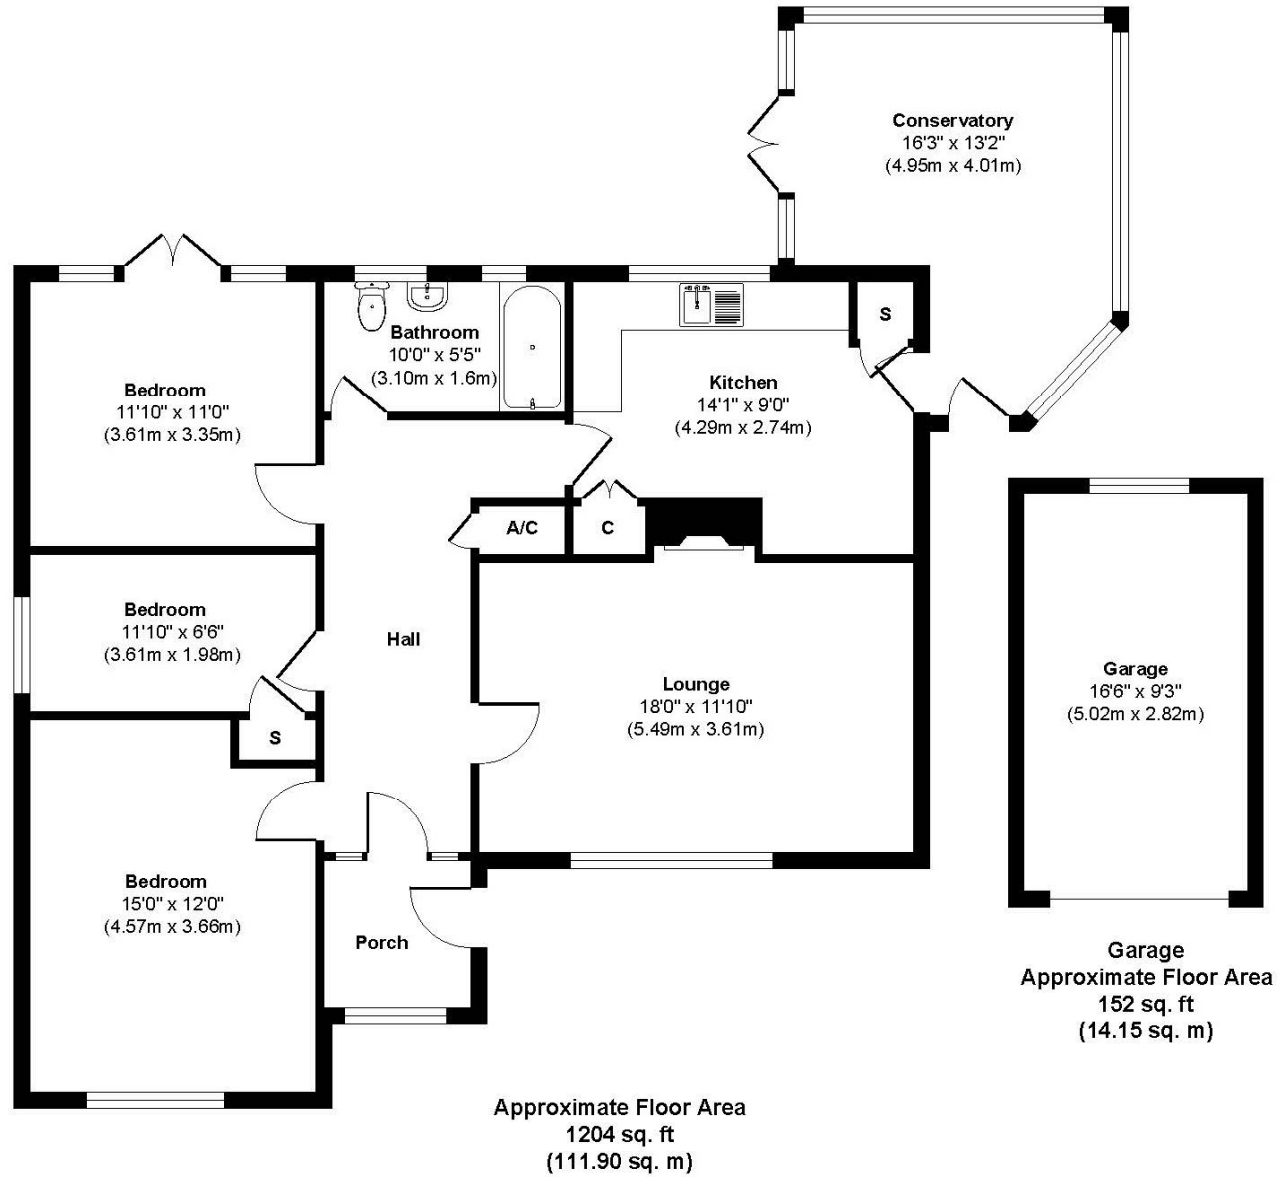 Conservatory
16'3" x 13'2"
(4.95m x 4.01m)
Bedroom
11'10" x 11'0"
(3.61m x 3.35m)
Bathroom
10'0" x 5'5"
(3.10m x 1.6m)
Kitchen
14'1" x 9'0"
(4.29m x 2.74m)
S
A/C
C
Bedroom
11'10" x 6'6"
(3.61m x 1.98m)
Hall
Lounge
18'0" x 11'10"
(5.49m x 3.61m)
Garage
16'6" x 9'3"
(5.02m x 2.82m)
S
Bedroom
15'0" x 12'0"
(4.57m x 3.66m)
Porch
Garage
Approximate Floor Area
152 sq. ft
(14.15 sq. m)
Approximate Floor Area
1204 sq. ft
(111.90 sq. m)